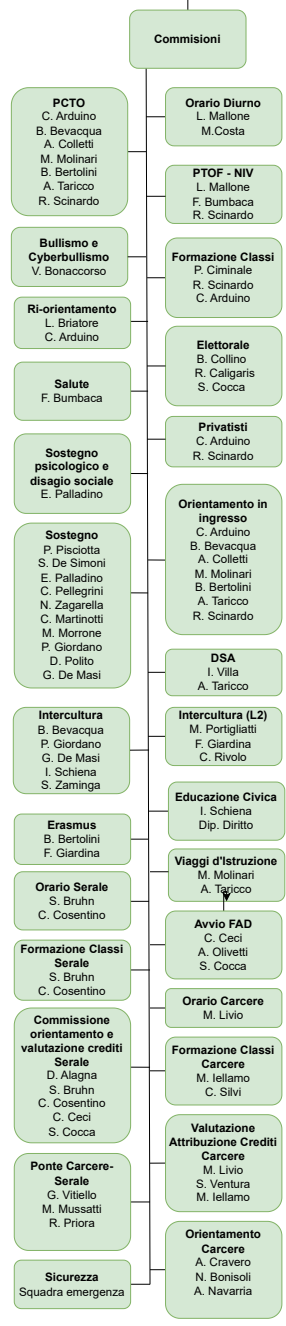 Commisioni
PCTO
C. Arduino
B. Bevacqua
A. Colletti
M. Molinari
B. Bertolini
A. Taricco
R. Scinardo
Bullismo e
Cyberbullismo
V. Bonaccorso
Ri-orientamento
L. Briatore
C. Arduino
Salute
F. Bumbaca
Sostegno
psicologico e
disagio sociale
E. Palladino
Sostegno
P. Pisciotta
S. De Simoni
E. Palladino
C. Pellegrini
N. Zagarella
C. Martinotti
M. Morrone
P. Giordano
D. Polito
G. De Masi
Intercultura
B. Bevacqua
P. Giordano
G. De Masi
I. Schiena
S. Zaminga
Erasmus
B. Bertolini
F. Giardina
Orario Serale
S. Bruhn
C. Cosentino
Formazione Classi
Serale
S. Bruhn
C. Cosentino
Commissione
orientamento e
valutazione crediti
Serale
D. Alagna
S. Bruhn
C. Cosentino
C. Ceci
S. Cocca
Ponte Carcere-
Serale
G. Vitiello
M. Mussatti
R. Priora
Sicurezza
Squadra emergenza
Orario Diurno
L. Mallone
M.Costa
PTOF - NIV
L. Mallone
F. Bumbaca
R. Scinardo
Formazione Classi
P. Ciminale
R. Scinardo
C. Arduino
Elettorale
B. Collino
R. Caligaris
S. Cocca
Privatisti
C. Arduino
R. Scinardo
Orientamento in
ingresso
C. Arduino
B. Bevacqua
A. Colletti
M. Molinari
B. Bertolini
A. Taricco
R. Scinardo
DSA
I. Villa
A. Taricco
Intercultura (L2)
M. Portigliatti
F. Giardina
C. Rivolo
Educazione Civica
I. Schiena
Dip. Diritto
Viaggi d'Istruzione
M. Molinari
A. Taricco
Avvio FAD
C. Ceci
A. Olivetti
S. Cocca
Orario Carcere
M. Livio
Formazione Classi
Carcere
M. Iellamo
C. Silvi
Valutazione
Attribuzione Crediti
Carcere
M. Livio
S. Ventura
M. Iellamo
Orientamento
Carcere
A. Cravero
N. Bonisoli
A. Navarria